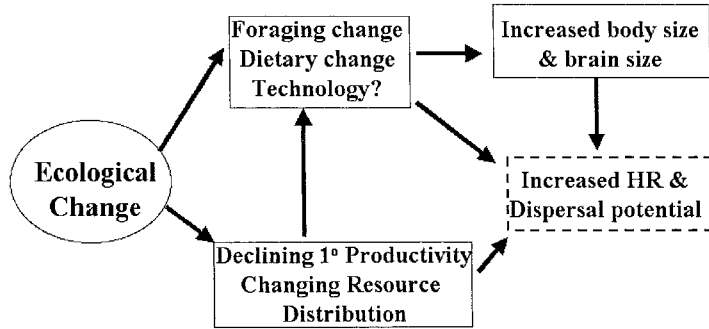 Foraging change
Dietary change
Technology?
Increased body size
& brain size
Ecological
Change
Increased HR &
Dispersal potential
Declining 1º Productivity
Changing Resource
Distribution